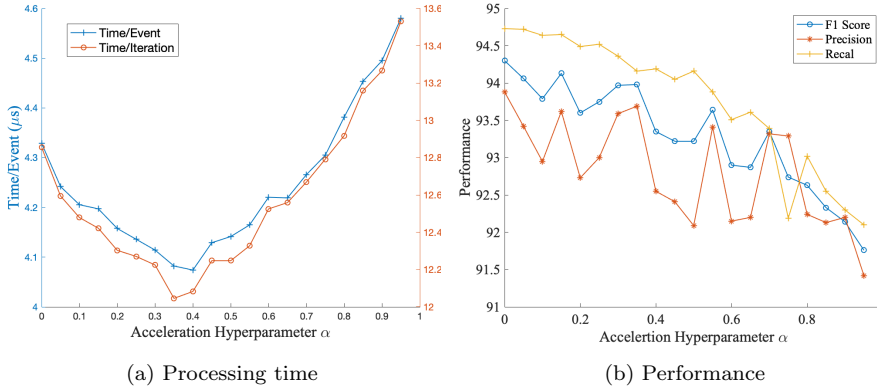 4.6
4.5
4.4
4.3
4.2
4.1
4
Time/Event (μs)
13.6
13.4
13.2
13
12.8
12.6
12.4
12.2
12
Time/Event
Time/Iteration
0 0.1 0.2 0.3 0.4 0.5 0.6 0.7 0.8 0.9 1
Acceleration Hyperparameter α
(a) Processing time
95
94.5
94
93.5
93
92.5
92
91.5
91
Performance
F1 Score
Precision
Recal
0 0.2 0.4 0.6 0.8
Accelertion Hyperparameter α
(b) Performance